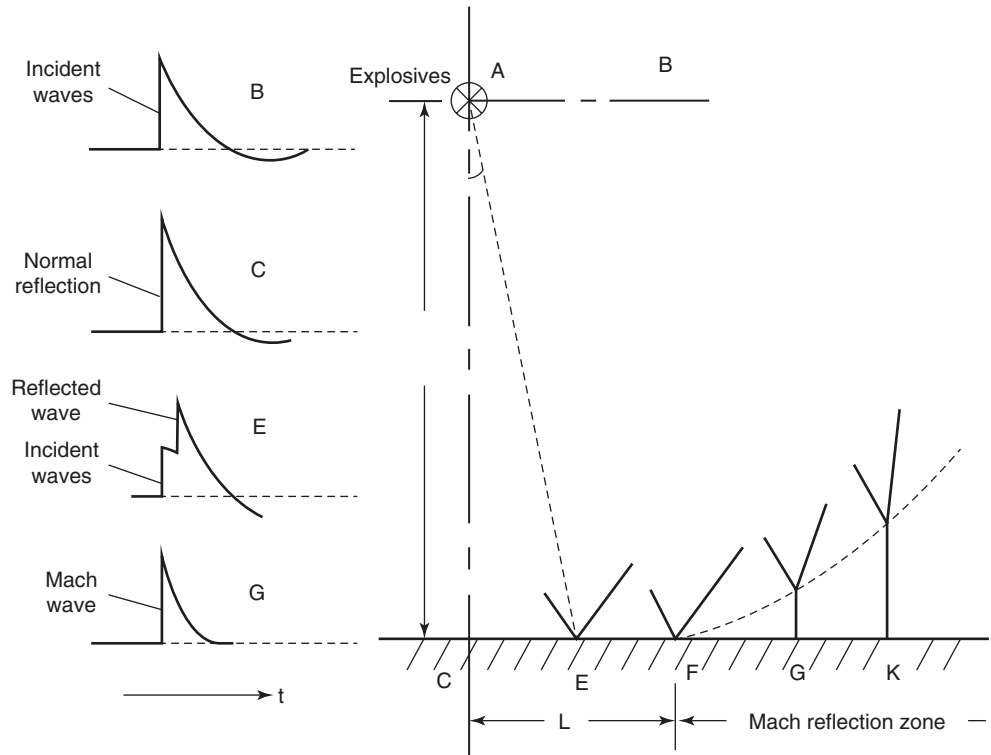 Incident
waves
B
Normal
reflection
C
Reflected
wave
E
Incident
waves
Mach
wave
G
t
Explosives
A
B
C
E
F
G
K
L
Mach reflection zone